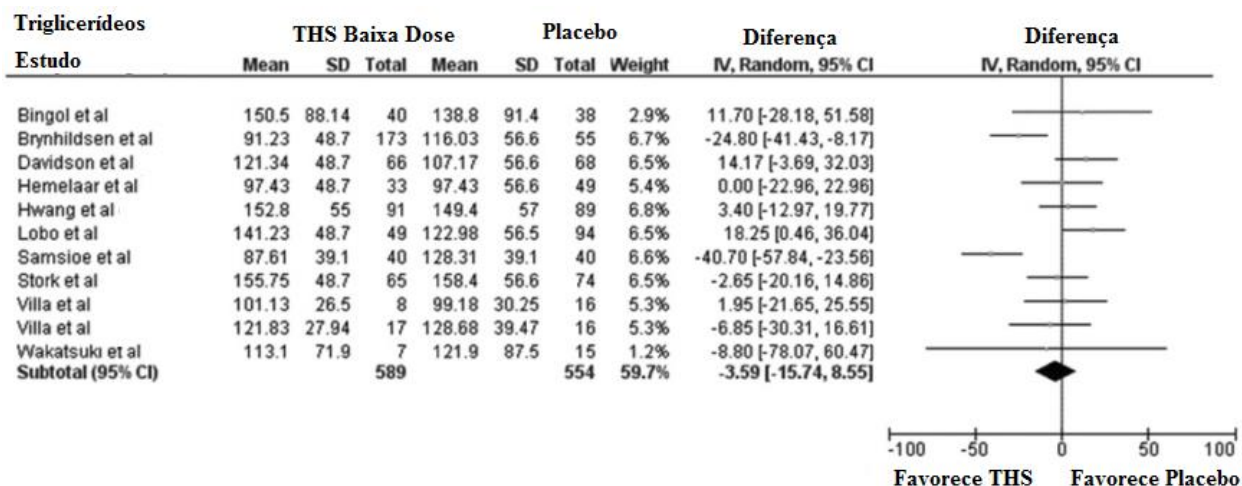 Triglicerídeos
THS Baixa Dose Placebo Diferença Diferença
Estudo Mean SD Total Mean SD Total Weight IV, Random, 95% CI IV, Random, 95% CI
Bingol et al 150.5 88.14 40 138.8 91.4 38 2.9% 11.70 [-28.18, 51.58]
Brynhildsen et al 91.23 48.7 173 116.03 56.6 55 6.7% -24.80 [-41.43, -8.17]
Davidson et al 121.34 48.7 66 107.17 56.6 68 6.5% 14.17 [-3.69, 32.03]
Hemelaar et al 97.43 48.7 33 97.43 56.6 49 5.4% 0.00 [-22.96, 22.96]
Hwang et al 152.8 55 91 149.4 57 89 6.8% 3.40 [-12.97, 19.77]
Lobo et al 141.23 48.7 49 122.98 56.5 94 6.5% 18.25 [0.46, 36.04]
Samsioe et al 87.61 39.1 40 128.31 39.1 40 6.6% -40.70 [-57.84, -23.56]
Stork et al 155.75 48.7 65 158.4 56.6 74 6.5% -2.65 [-20.16, 14.86]
Villa et al 101.13 26.5 8 99.18 30.25 16 5.3% 1.95 [-21.65, 25.55]
Villa et al 121.83 27.94 17 128.68 39.47 16 5.3% -6.85 [-30.31, 16.61]
Wakatsuki et al 113.1 71.9 7 121.9 87.5 15 1.2% -8.80 [-78.07, 60.47]
Subtotal (95% CI) 589 554 59.7% -3.59 [-15.74, 8.55]
-100 -50 0 50 100
Favorece THS Favorece Placebo